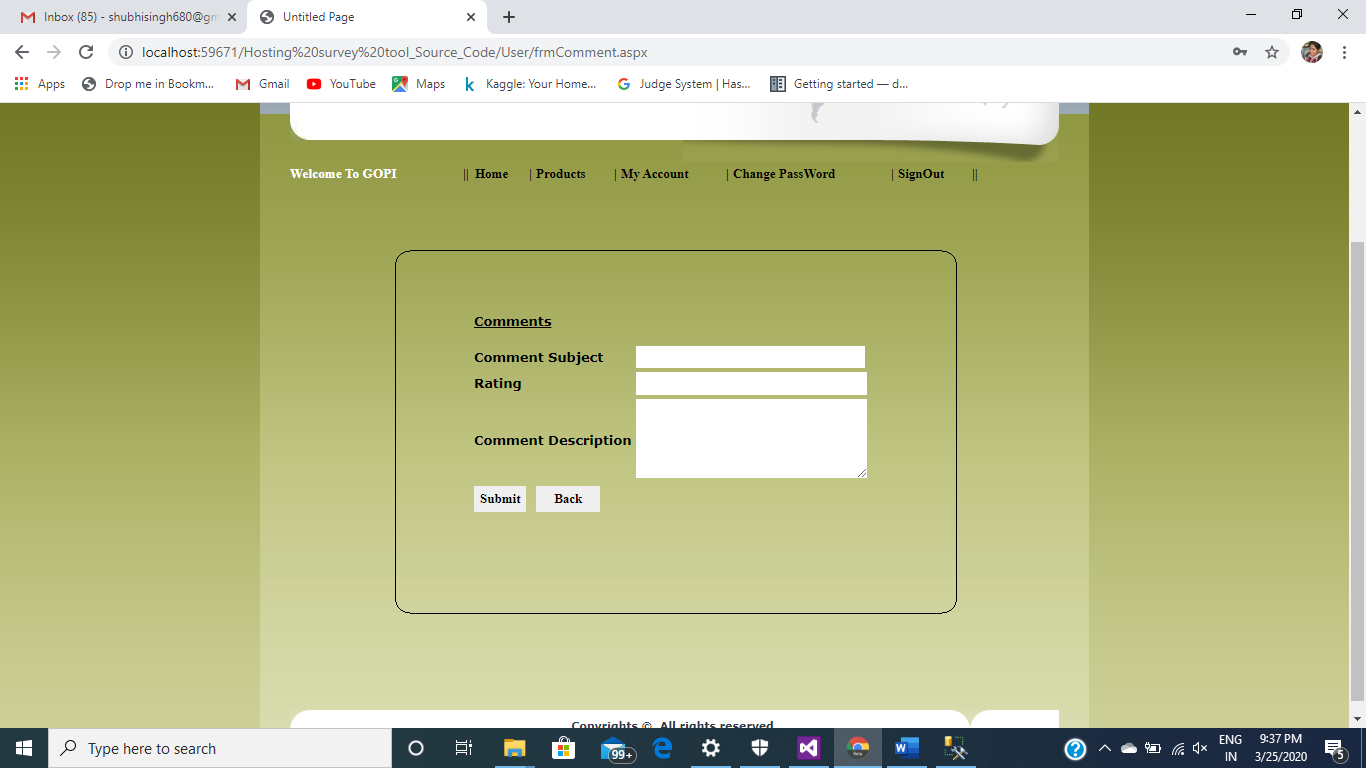 Inbox (85) - shubhisingh680@gm
Untitled Page
localhost:59671/Hosting%20survey%20tool_Source_Code/User/frmComment.aspx
Apps Drop me in Bookm... Gmail YouTube Maps Kaggle: Your Home... Judge System | Has... Getting started — d...
Welcome To GOPI || Home | Products | My Account | Change PassWord | SignOut ||
Comments
Comment Subject
Rating
Comment Description
Submit Back
Copyrights ©. All rights reserved
Type here to search
99+
ENG
IN
9:37 PM
3/25/2020
5